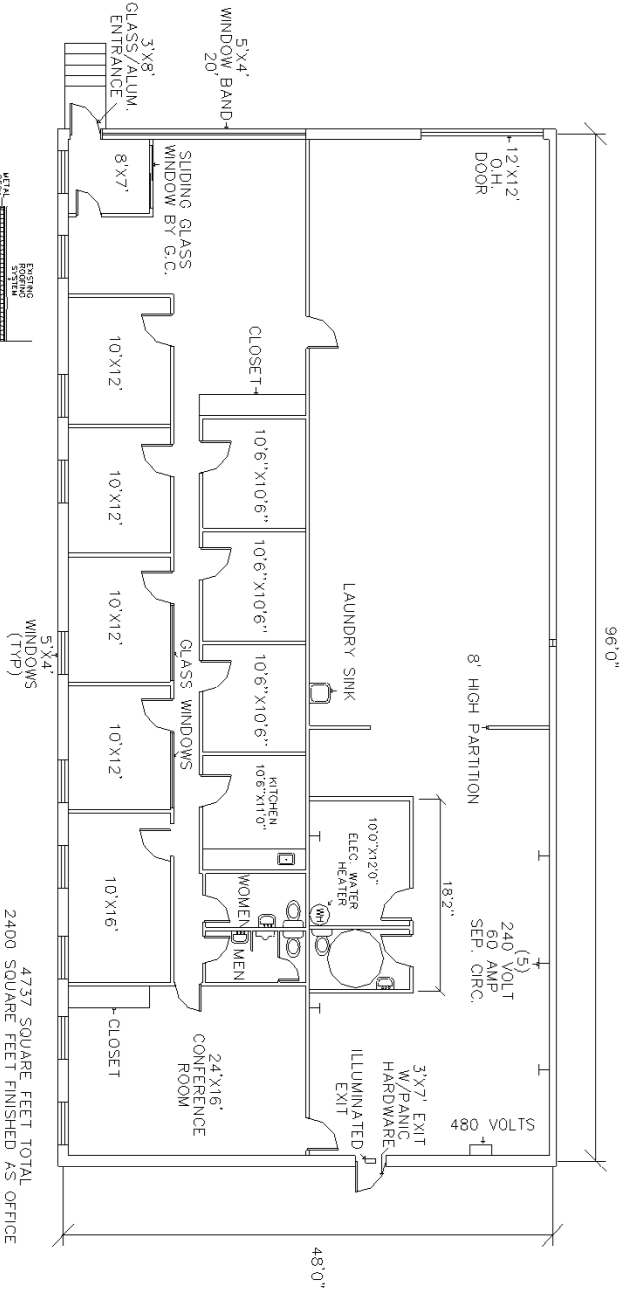 96'0"
12'X12'
O.H.
DOOR
5'X4'
WINDOW BAND
20'
3'X8'
GLASS/ALUM.
ENTRANCE
8'X7'
SLIDING GLASS
WINDOW BY G.C.
CLOSET
LAUNDRY SINK
8' HIGH PARTITION
(5)
240 VOLT
60 AMP
SEP. CIRC.
480 VOLTS
18'2"
10'0"X12'0"
ELEC. WATER
HEATER
WH
3'X7' EXIT
W/PANIC
HARDWARE
ILLUMINATED
EXIT
10'6"X10'6"
10'6"X10'6"
10'6"X10'6"
KITCHEN
10'6"X11'0"
WOMEN
MEN
24'X16'
CONFERENCE
ROOM
GLASS WINDOWS
10'X12'
10'X12'
10'X12'
10'X12'
10'X16'
CLOSET
5'X4'
WINDOWS
(TYP)
48'0"
4737 SQUARE FEET TOTAL
2400 SQUARE FEET FINISHED AS OFFICE
EXISTING
ROOFING
SYSTEM
METAL